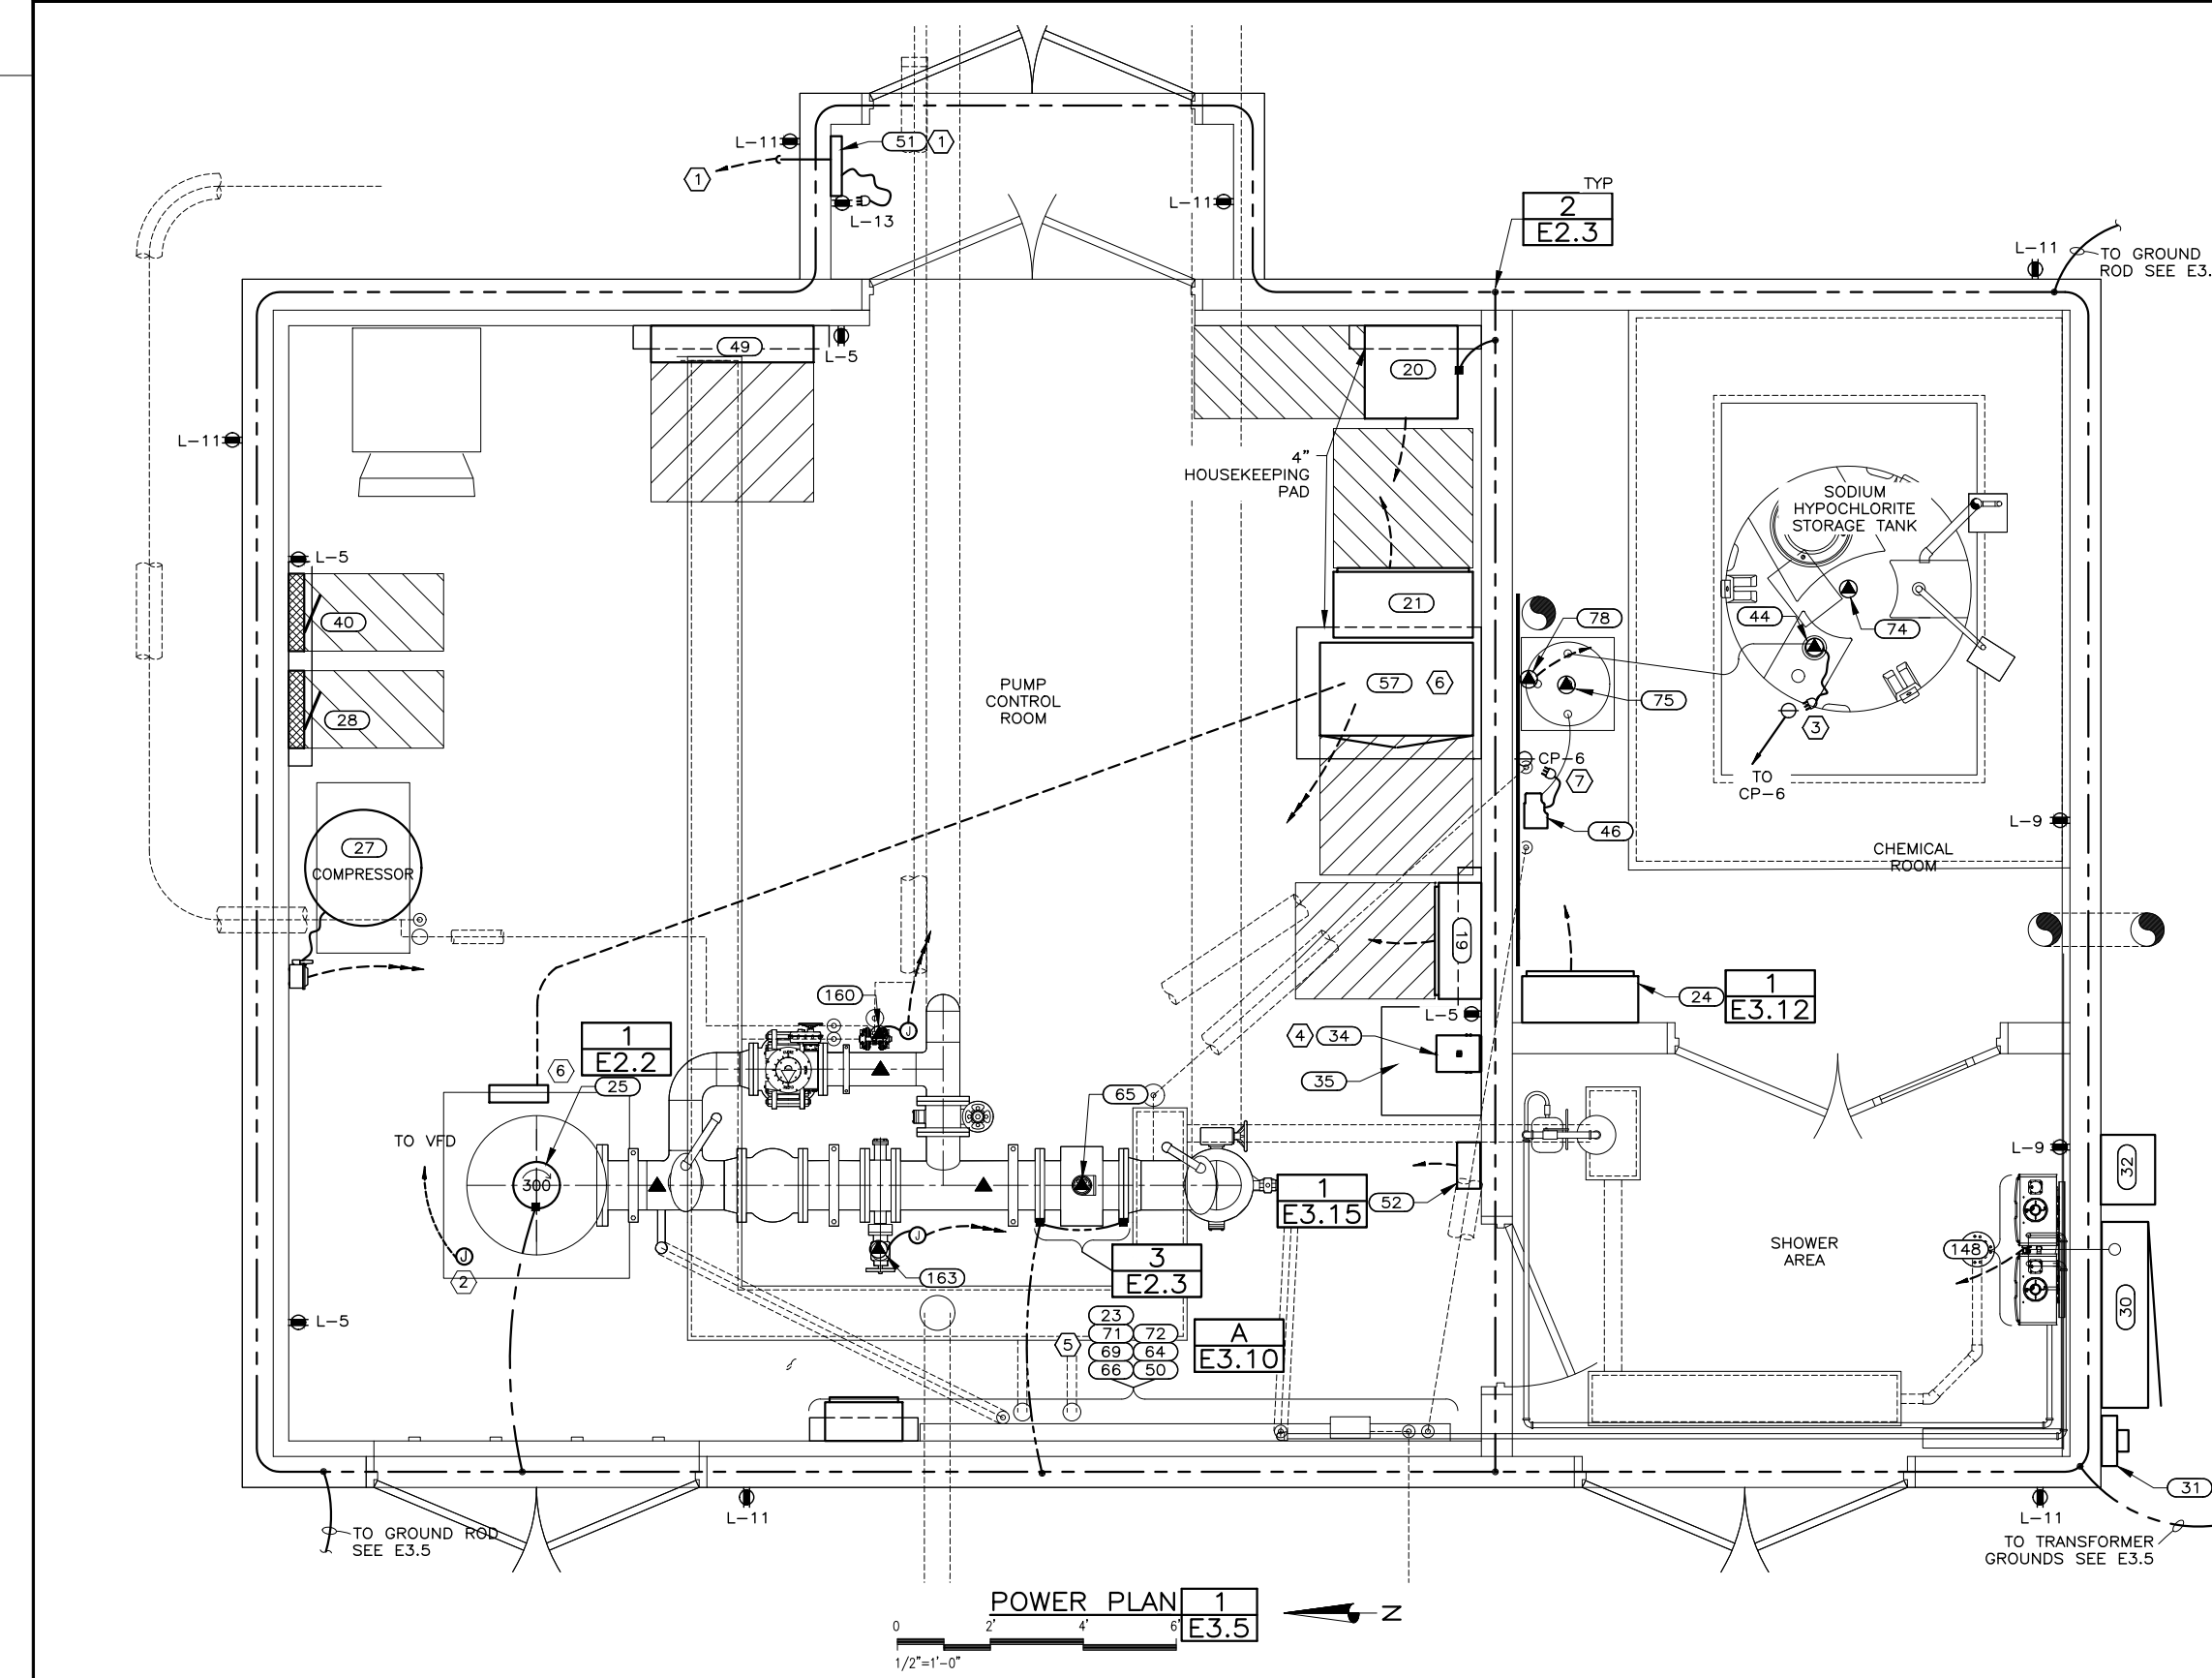 L-11
51
1
1
L-13
L-11
TYP
2
E2.3
L-11
TO GROUND
ROD SEE E3.
49
L-5
20
L-11
4"
HOUSEKEEPING
PAD
SODIUM
HYPOCHLORITE
STORAGE TANK
L-5
40
21
78
44
74
28
PUMP
CONTROL
ROOM
57
6
75
3
CP-6
7
TO
CP-6
27
COMPRESSOR
46
L-9
CHEMICAL
ROOM
19
160
J
24
1
E3.12
L-5
4
34
35
1
E2.2
6
25
65
TO VFD
300
J
2
1
E3.15
52
L-9
32
J
163
3
E2.3
SHOWER
AREA
148
30
L-5
23
71
72
69
64
66
50
5
A
E3.10
31
L-11
L-11
TO GROUND ROD
SEE E3.5
TO TRANSFORMER
GROUNDS SEE E3.5
POWER PLAN
1
E3.5
N
0
2'
4'
6'
1/2"=1'-0"